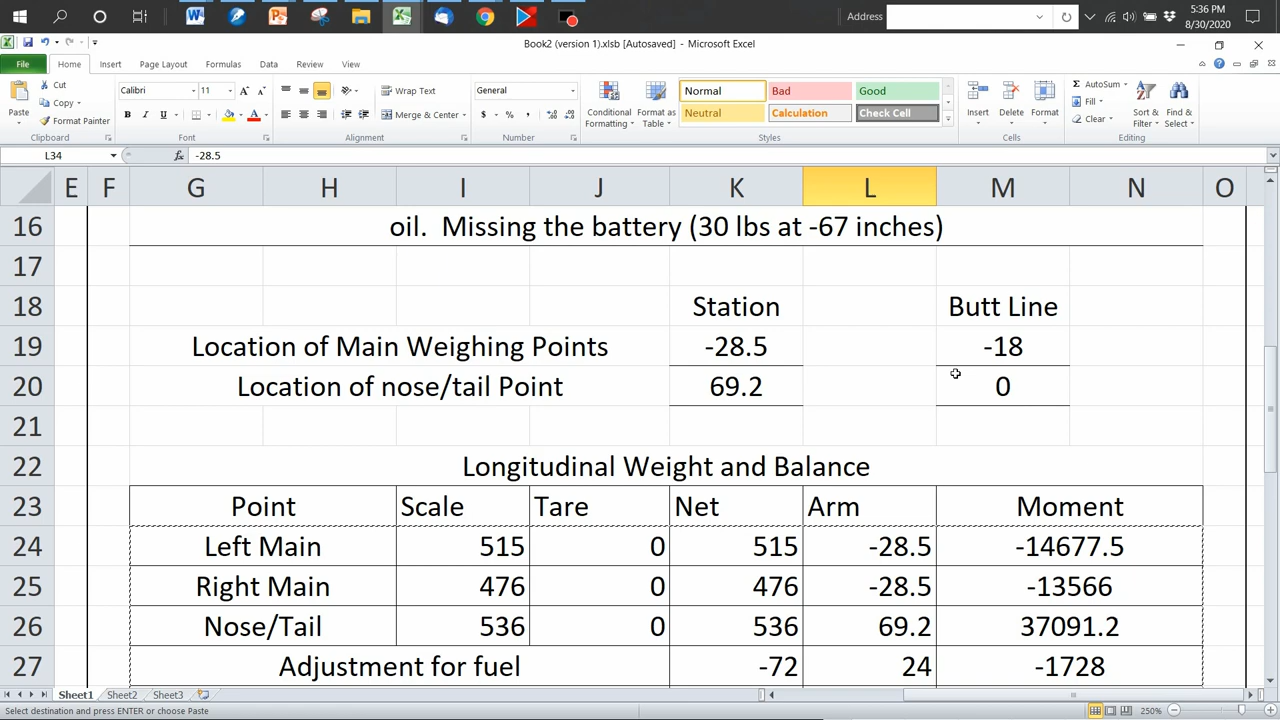 Address
5:36 PM
8/30/2020
Book2 (version 1).xlsb [Autosaved] - Microsoft Excel
File Home Insert Page Layout Formulas Data Review View
Cut
Copy
Format Painter
Paste
Calibri 11
Wrap Text
Merge & Center
General
Conditional Formatting
Format as Table
Normal Bad Good
Neutral Calculation Check Cell
Insert Delete Format
AutoSum
Fill
Clear
Sort & Filter
Find & Select
Clipboard Font Alignment Number Styles Cells Editing
L34 fx -28.5
E F G H I J K L M N O
16 oil. Missing the battery (30 lbs at -67 inches)
17
18 Station Butt Line
19 Location of Main Weighing Points -28.5 -18
20 Location of nose/tail Point 69.2 0
21
22 Longitudinal Weight and Balance
23 Point Scale Tare Net Arm Moment
24 Left Main 515 0 515 -28.5 -14677.5
25 Right Main 476 0 476 -28.5 -13566
26 Nose/Tail 536 0 536 69.2 37091.2
27 Adjustment for fuel -72 24 -1728
Sheet1 Sheet2 Sheet3
Select destination and press ENTER or choose Paste
250%